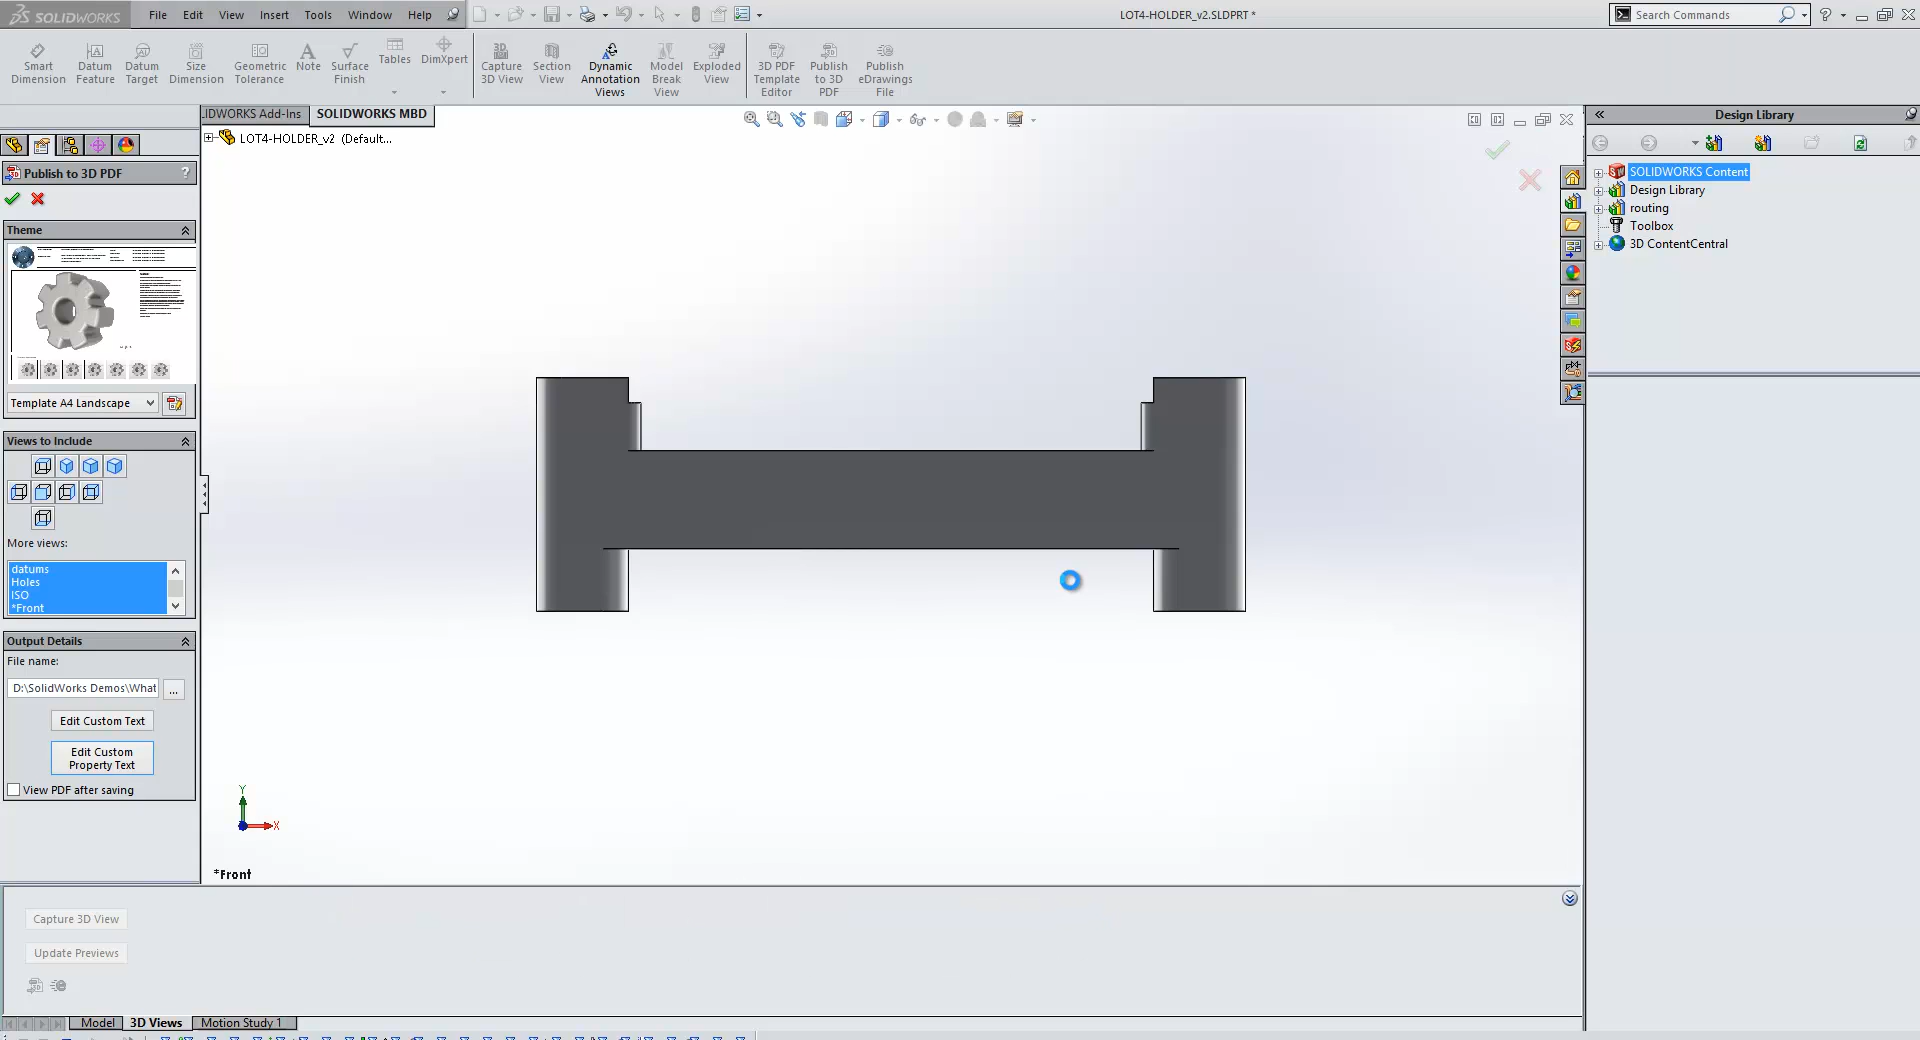 SOLIDWORKS File Edit View Insert Tools Window Help LOT4-HOLDER_v2.SLDPRT * Search Commands
Smart Dimension
Datum Feature
Datum Target
Size Dimension
Geometric Tolerance
Note
Surface Finish
Tables
DimXpert
Capture 3D View
Section View
Dynamic Annotation Views
Model Break View
Exploded View
3D PDF Template Editor
Publish to 3D PDF
Publish eDrawings File
IDWORKS Add-Ins SOLIDWORKS MBD
LOT4-HOLDER_v2 (Default...
Publish to 3D PDF ?
Theme
Template A4 Landscape
Views to Include
More views:
datums
Holes
ISO
*Front
Output Details
File name:
D:\SolidWorks Demos\What
...
Edit Custom Text
Edit Custom
Property Text
View PDF after saving
Y
X
*Front
Design Library
SOLIDWORKS Content
Design Library
routing
Toolbox
3D ContentCentral
Capture 3D View
Update Previews
Model 3D Views Motion Study 1